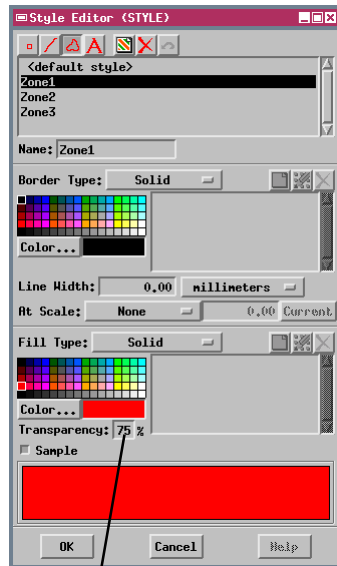 Style Editor (STYLE)
A
<default style>
Zone1
Zone2
Zone3
Name: Zone1
Border Type: Solid
Color...
Line Width: 0.00 millimeters
At Scale: None 0.00 Current
Fill Type: Solid
Color...
Transparency: 75 %
Sample
OK Cancel Help